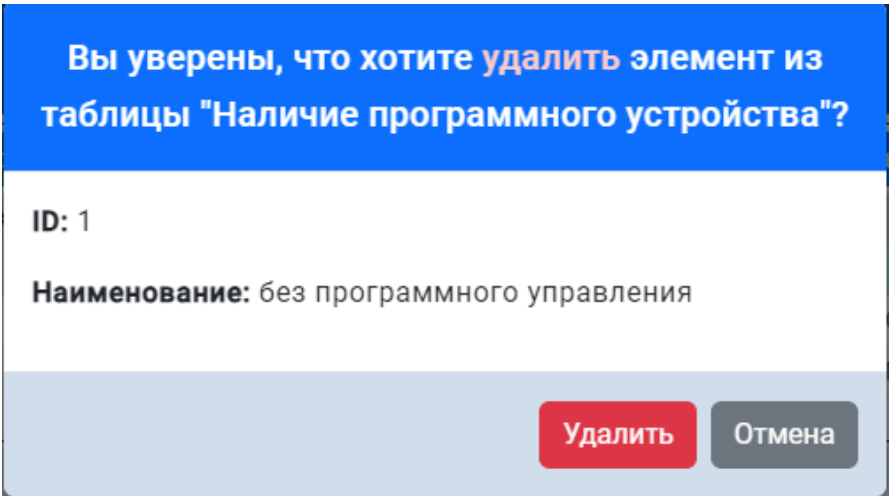 Вы уверены, что хотите удалить элемент из
таблицы "Наличие программного устройства"?
ID: 1
Наименование: без программного управления
Удалить Отмена